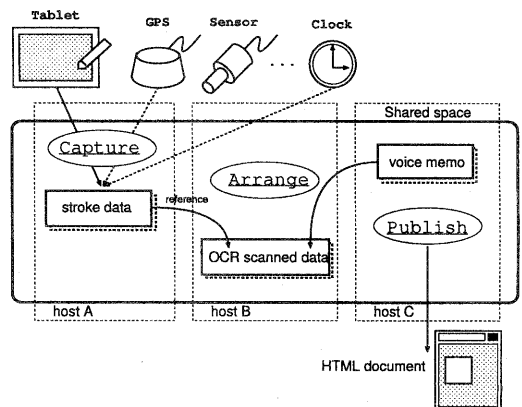 Tablet
GPS
Sensor
...
Clock
Shared space
Capture
voice memo
Arrange
stroke data
reference
Publish
OCR scanned data
host A
host B
host C
HTML document